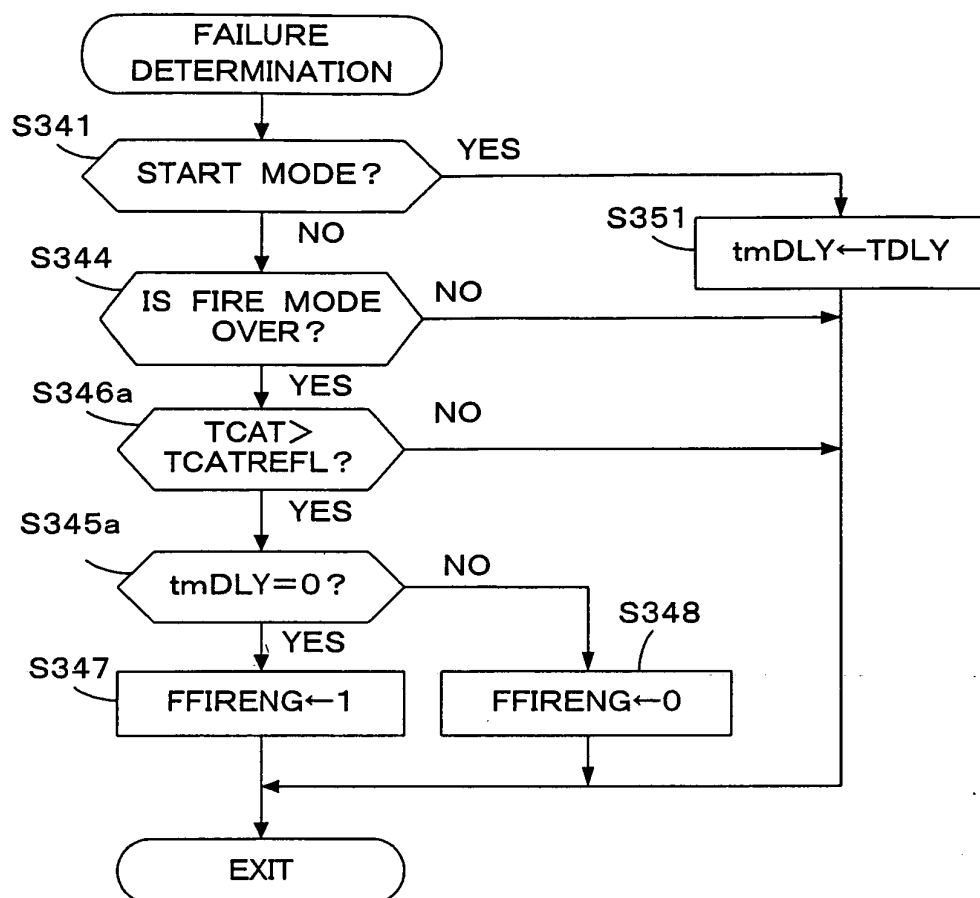 FAILURE
DETERMINATION
S341
START MODE?
YES
NO
S351
tmDLY←TDLY
S344
IS FIRE MODE
OVER?
NO
YES
S346a
TCAT>
TCATREFL?
NO
YES
S345a
tmDLY=0?
NO
YES
S348
S347
FFIRENG←1
FFIRENG←0
EXIT